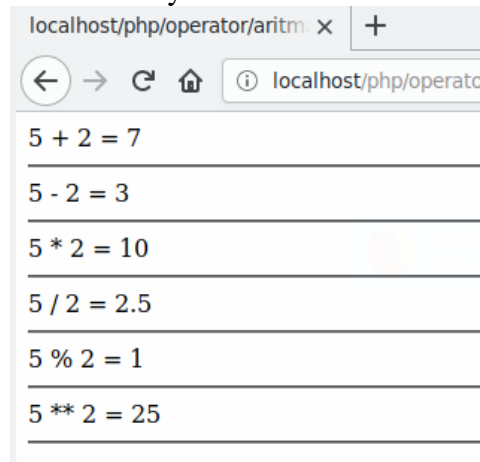 localhost/php/operator/aritm
localhost/php/operato
5 + 2 = 7
5 - 2 = 3
5 * 2 = 10
5 / 2 = 2.5
5 % 2 = 1
5 ** 2 = 25